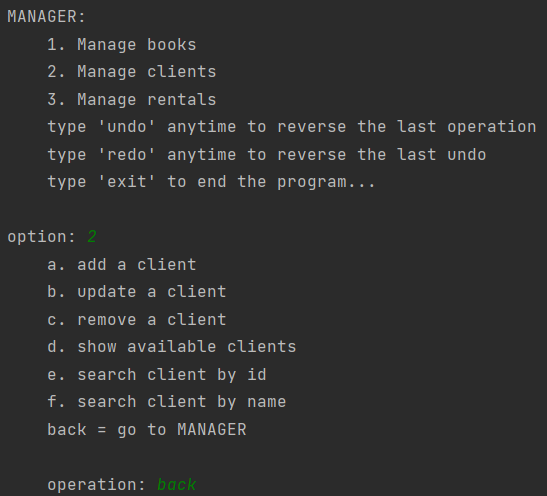 MANAGER:
1. Manage books
2. Manage clients
3. Manage rentals
type 'undo' anytime to reverse the last operation
type 'redo' anytime to reverse the last undo
type 'exit' to end the program...
option: 2
a. add a client
b. update a client
c. remove a client
d. show available clients
e. search client by id
f. search client by name
back = go to MANAGER
operation: back